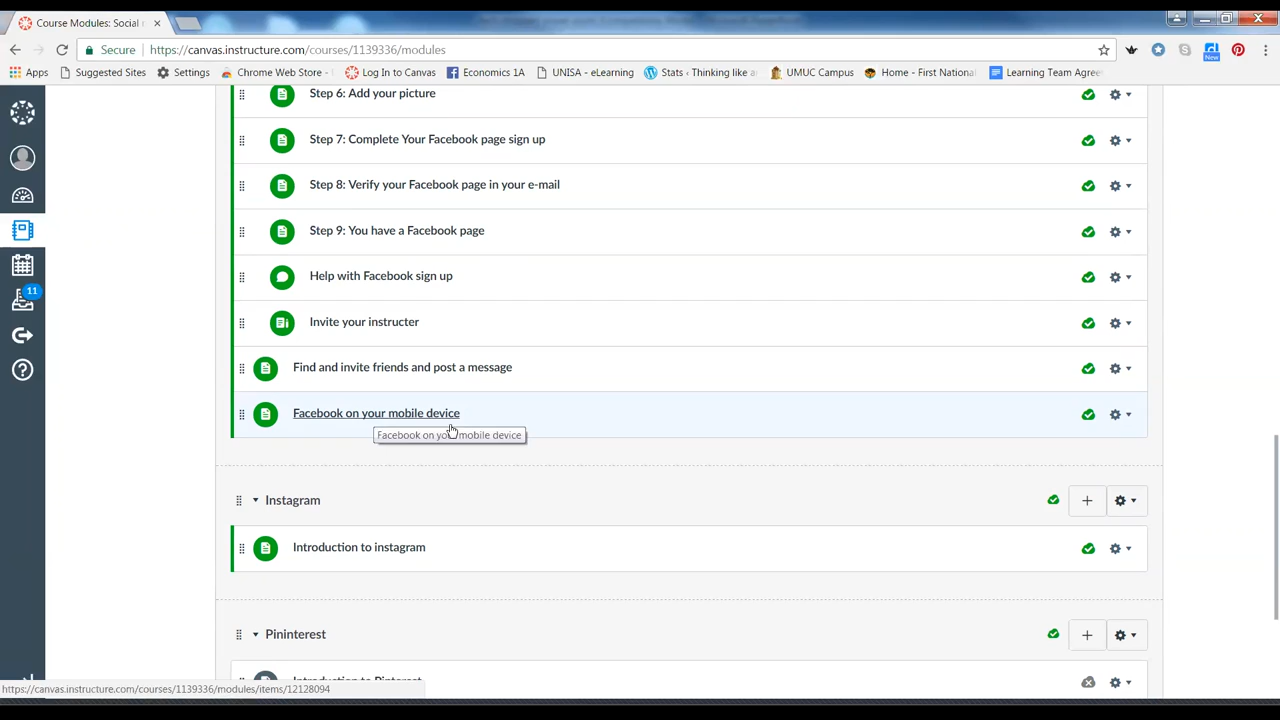 Course Modules: Social
Secure
https://canvas.instructure.com/courses/1139336/modules
Apps
Suggested Sites
Settings
Chrome Web Store -
Log In to Canvas
Economics 1A
UNISA - eLearning
Stats ‹ Thinking like a
UMUC Campus
Home - First National
Learning Team Agree
New
Step 6: Add your picture
Step 7: Complete Your Facebook page sign up
Step 8: Verify your Facebook page in your e-mail
Step 9: You have a Facebook page
Help with Facebook sign up
11
Invite your instructer
Find and invite friends and post a message
Facebook on your mobile device
Facebook on your mobile device
Instagram
Introduction to instagram
Pininterest
Introduction to Pinterest
https://canvas.instructure.com/courses/1139336/modules/items/12128094